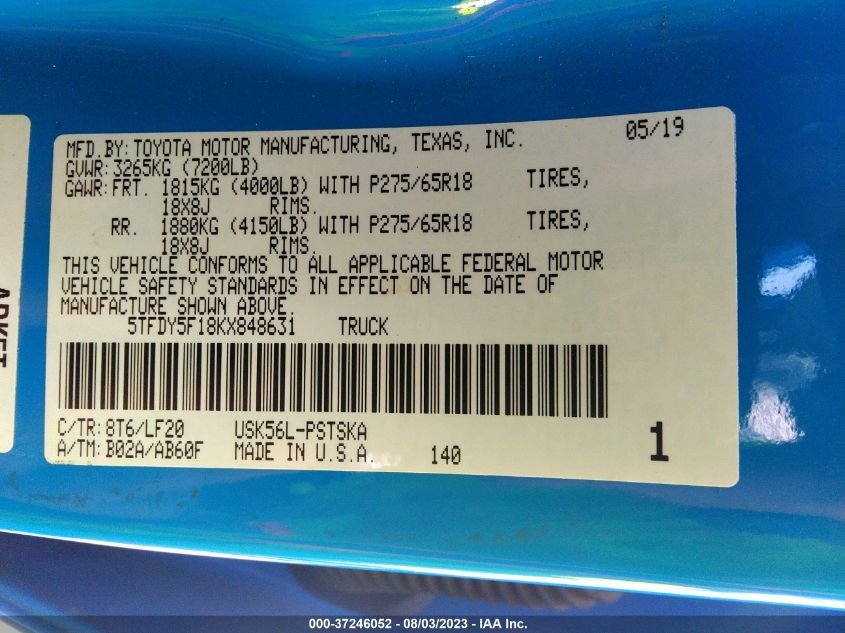 MFD.BY: TOYOTA MOTOR MANUFACTURING, TEXAS, INC. 05/19
GVWR: 3265KG (7200LB)
GAWR: FRT. 1815KG (4000LB) WITH P275/65R18 TIRES,
18X8J RIMS.
RR. 1880KG (4150LB) WITH P275/65R18 TIRES,
18X8J RIMS.
THIS VEHICLE CONFORMS TO ALL APPLICABLE FEDERAL MOTOR
VEHICLE SAFETY STANDARDS IN EFFECT ON THE DATE OF
MANUFACTURE SHOWN ABOVE.
5TFDY5F18KX848631 TRUCK
C/TR: 8T6/LF20 USK56L-PSTSKA
A/TM: B02A/AB60F MADE IN U.S.A. 140 1
000-37246052 - 08/03/2023 - IAA Inc.